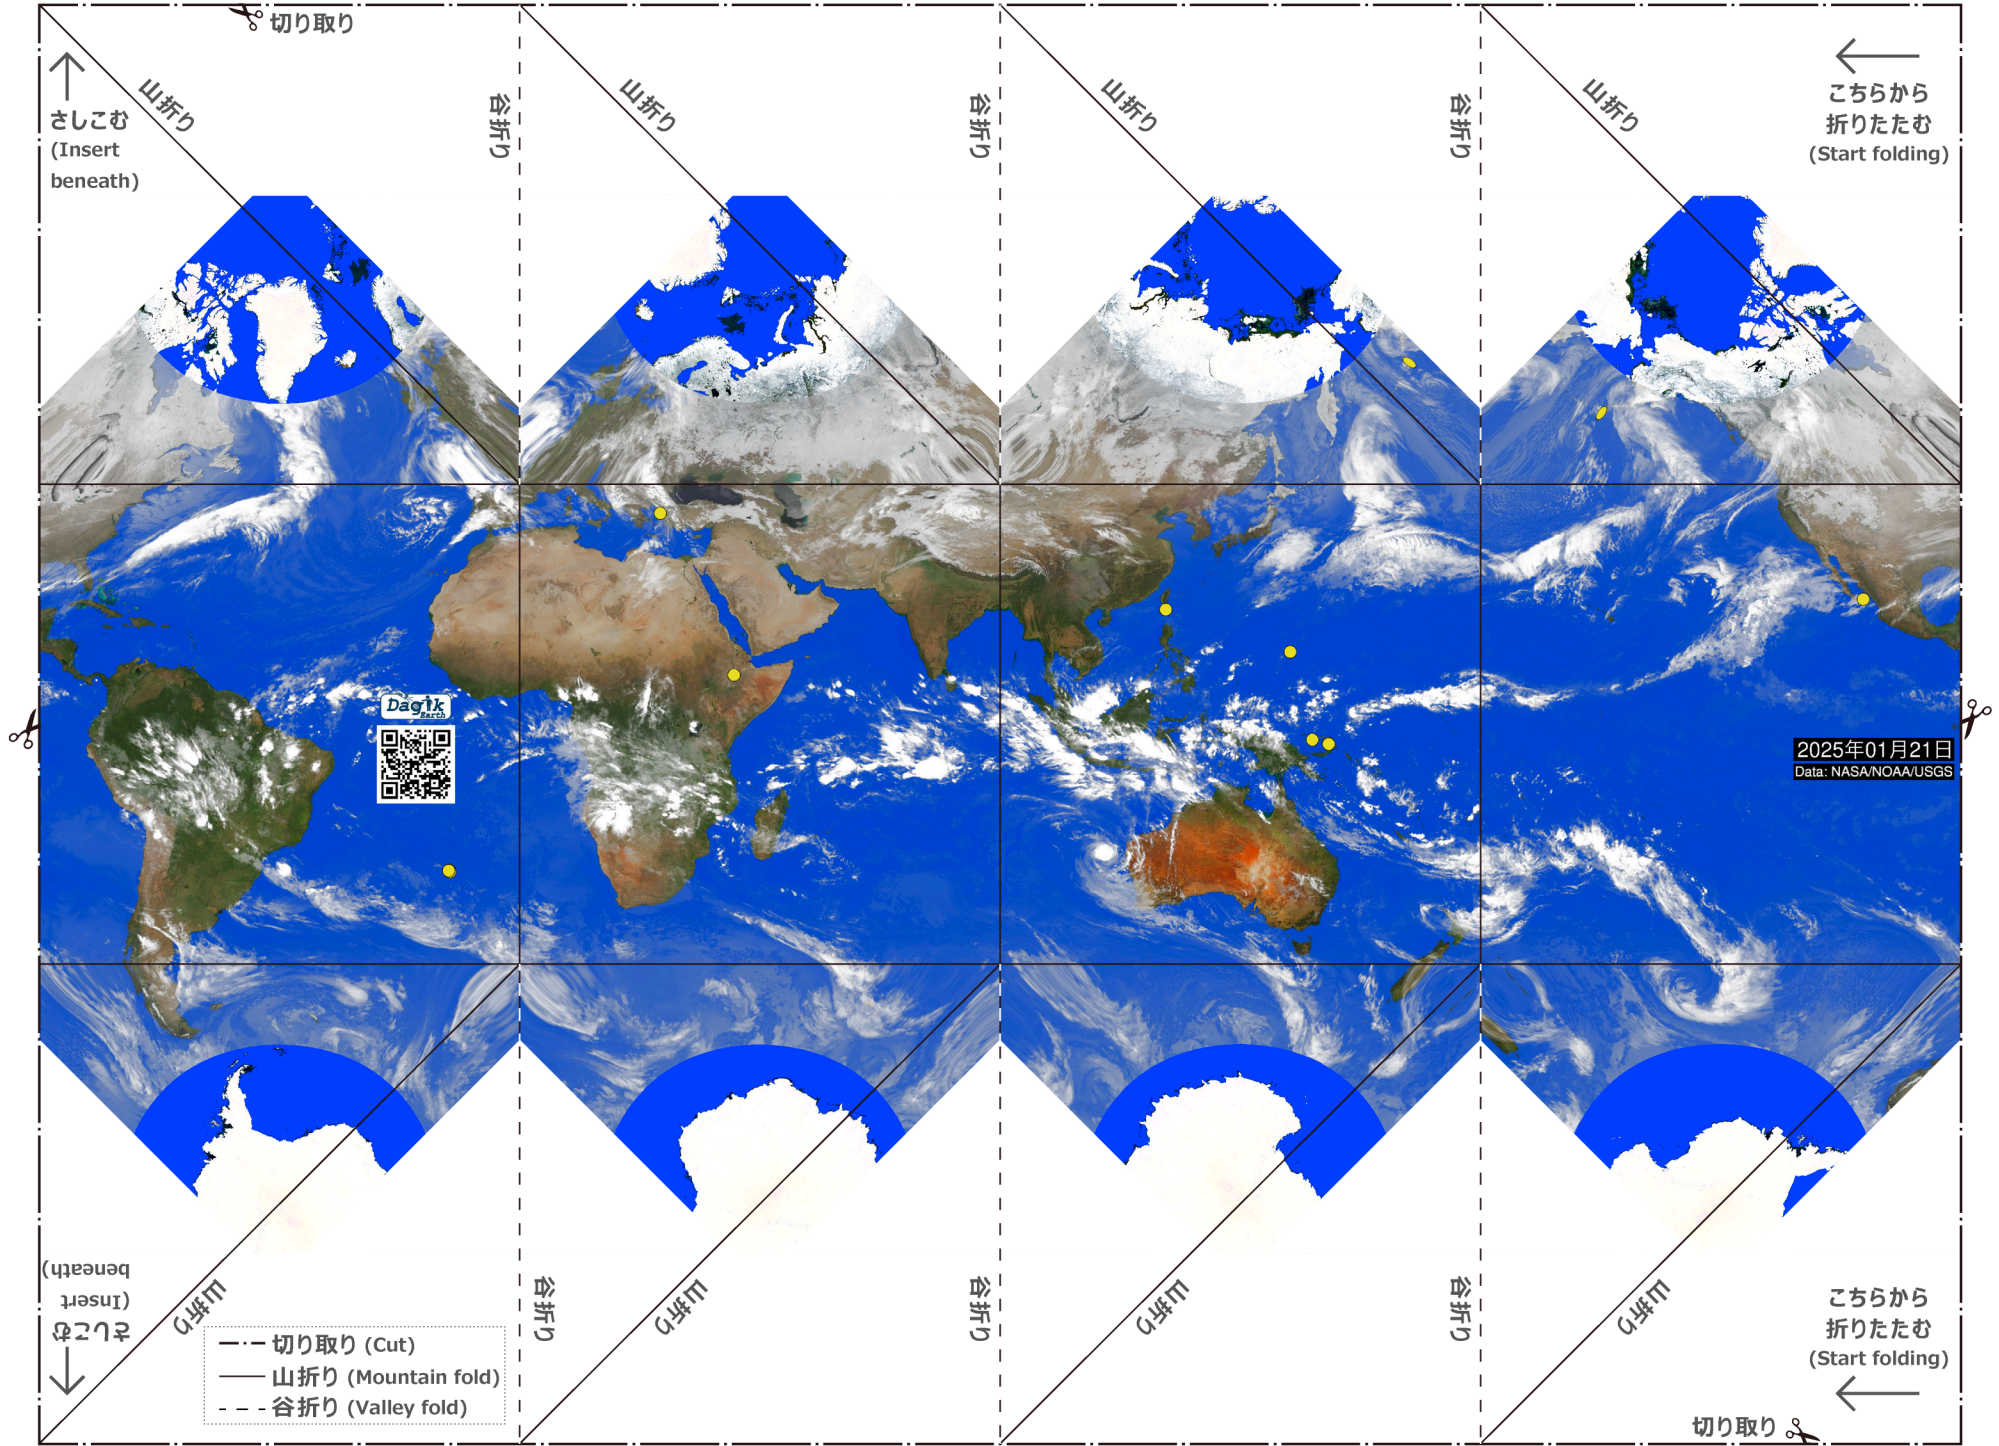 切り取り
さしこむ
(Insert
beneath)
山折り
谷折り
山折り
谷折り
山折り
谷折り
山折り
こちらから
折りたたむ
(Start folding)
Dagik
Earth
2025年01月21日
Data: NASA/NOAA/USGS
さしこむ
(Insert
beneath)
山折り
谷折り
山折り
谷折り
山折り
谷折り
山折り
こちらから
折りたたむ
(Start folding)
切り取り (Cut)
山折り (Mountain fold)
谷折り (Valley fold)
切り取り